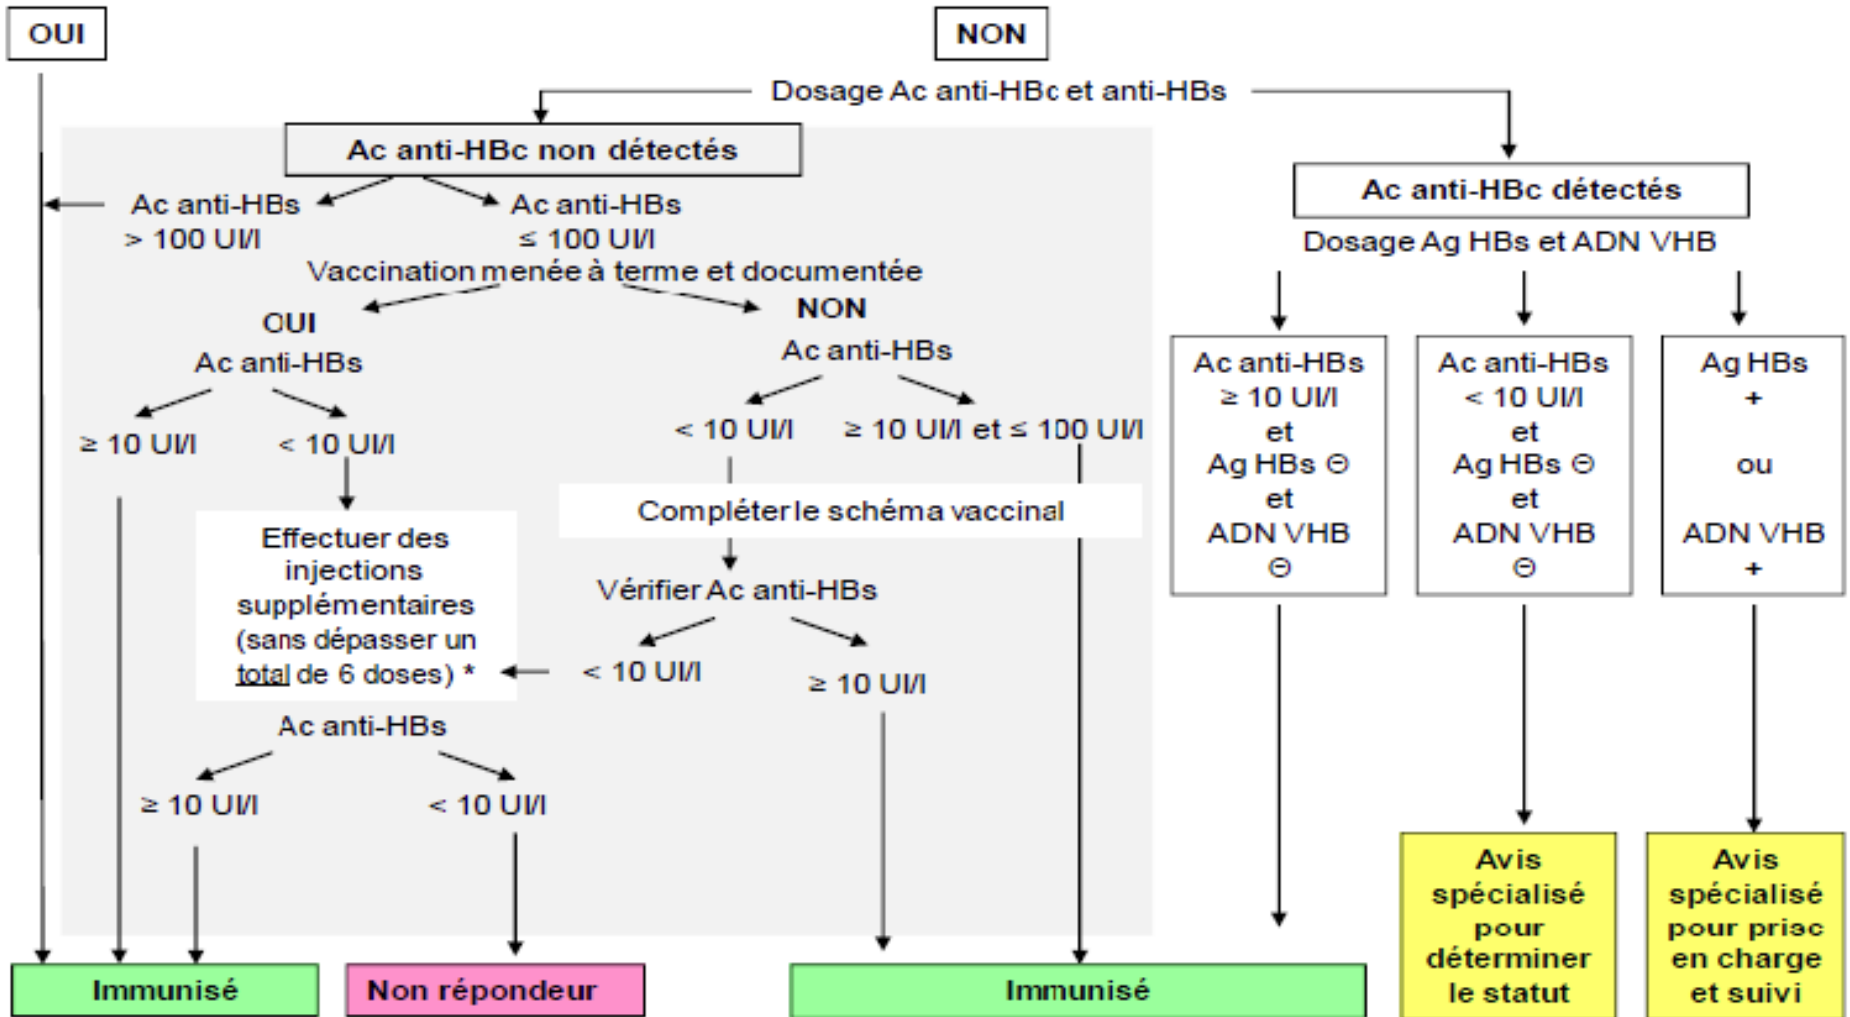 OUI
NON
Dosage Ac anti-HBc et anti-HBs
Ac anti-HBc non détectés
Ac anti-HBs
> 100 UI/l
Ac anti-HBs
≤ 100 UI/l
Vaccination menée à terme et documentée
OUI
Ac anti-HBs
≥ 10 UI/l
< 10 UI/l
Effectuer des
injections
supplémentaires
(sans dépasser un
total de 6 doses) *
Ac anti-HBs
≥ 10 UI/l
< 10 UI/l
NON
Ac anti-HBs
< 10 UI/l
≥ 10 UI/l et ≤ 100 UI/l
Compléter le schéma vaccinal
Vérifier Ac anti-HBs
< 10 UI/l
≥ 10 UI/l
Ac anti-HBc détectés
Dosage Ag HBs et ADN VHB
Ac anti-HBs
≥ 10 UI/l
et
Ag HBs ⊖
et
ADN VHB
⊖
Ac anti-HBs
< 10 UI/l
et
Ag HBs ⊖
et
ADN VHB
⊖
Ag HBs
+
ou
ADN VHB
+
Immunisé
Non répondeur
Immunisé
Avis
spécialisé
pour
déterminer
le statut
Avis
spécialisé
pour prise
en charge
et suivi